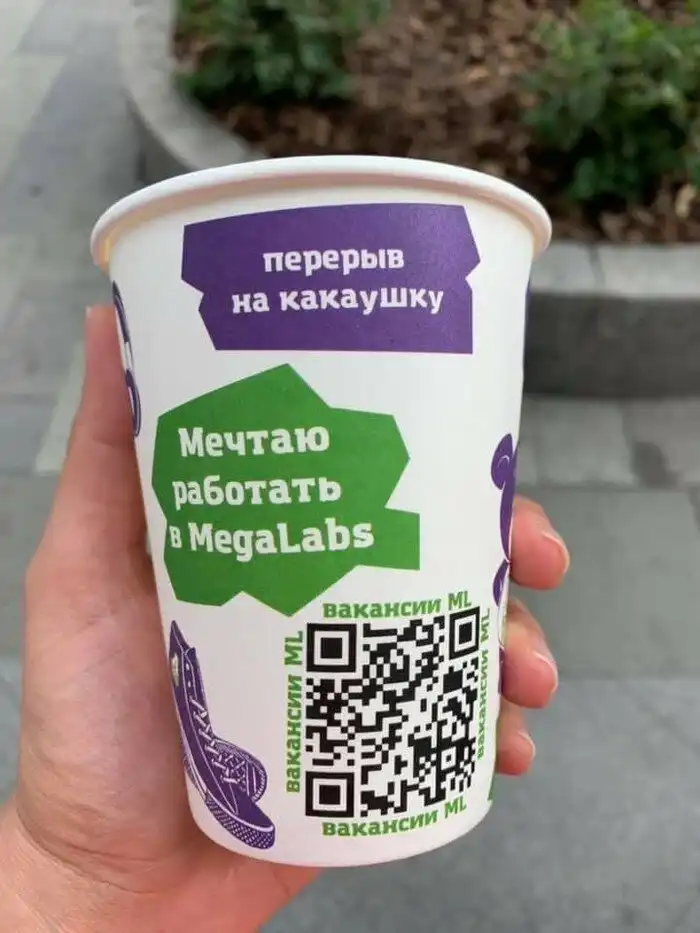 перерыв
на какаушку
Мечтаю
работать
в MegaLabs
вакансии ML
вакансии ML
вакансии ML
вакансии ML